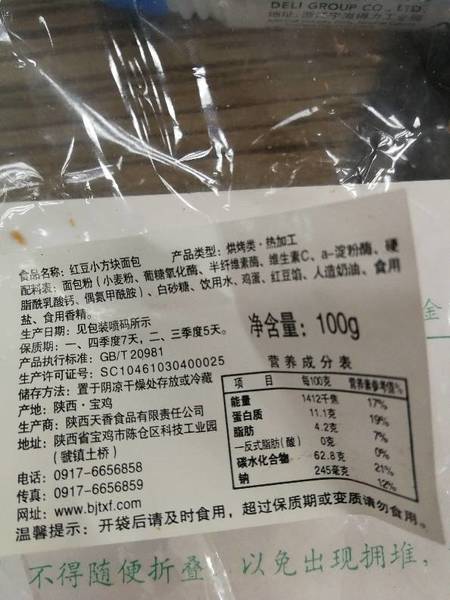 DELI GROUP CO., LTD.
食品名称: 红豆小方块面包
产品类型: 烘烤类·热加工
配料表: 面包粉(小麦粉、葡糖氧化酶、半纤维素酶、维生素C、a-淀粉酶、硬
脂酰乳酸钙、偶氮甲酰胺)、白砂糖、饮用水、鸡蛋、红豆馅、人造奶油、食用
盐、食用香精。
生产日期: 见包装喷码所示
保质期: 一、四季度7天, 二、三季度5天。
净含量: 100g
产品执行标准: GB/T 20981
生产许可证号: SC10461030400025
储存方法: 置于阴凉干燥处存放或冷藏
产地: 陕西·宝鸡
生产商: 陕西天香食品有限责任公司
地址: 陕西省宝鸡市陈仓区科技工业园
(虢镇土桥)
电话: 0917-6656858
传真: 0917-6656859
网址: www.bjtxf.com
营养成分表
项 目 每100克 营养素参考值%
能量 1412千焦 17%
蛋白质 11.1克 19%
脂肪 4.2克 7%
一反式脂肪(酸) 0克 0%
碳水化合物 62.8克 21%
钠 245毫克 12%
温馨提示: 开袋后请及时食用, 超过保质期或变质请勿食用。
金
不得随便折叠 以免出现拥堆,